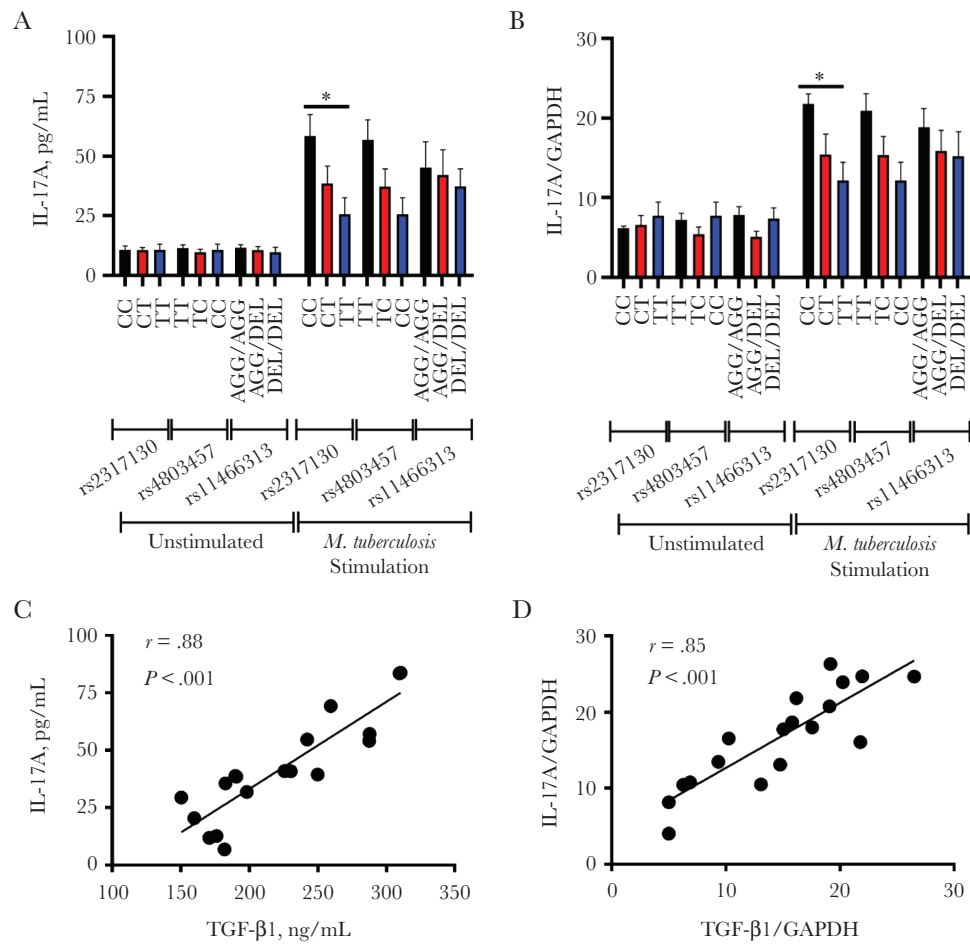 A
100
75
50
25
0
IL-17A, pg/mL
*
CC
CT
TT
TT
TC
CC
AGG/AGG
AGG/DEL
DEL/DEL
CC
CT
TT
TT
TC
CC
AGG/AGG
AGG/DEL
DEL/DEL
rs2317130
rs4803457
rs11466313
rs2317130
rs4803457
rs11466313
Unstimulated
M. tuberculosis
Stimulation
B
30
20
10
0
IL-17A/GAPDH
*
CC
CT
TT
TT
TC
CC
AGG/AGG
AGG/DEL
DEL/DEL
CC
CT
TT
TT
TC
CC
AGG/AGG
AGG/DEL
DEL/DEL
rs2317130
rs4803457
rs11466313
rs2317130
rs4803457
rs11466313
Unstimulated
M. tuberculosis
Stimulation
C
100
75
50
25
0
IL-17A, pg/mL
r = .88
P < .001
100
150
200
250
300
350
TGF-β1, ng/mL
D
30
20
10
0
IL-17A/GAPDH
r = .85
P < .001
0
10
20
30
TGF-β1/GAPDH